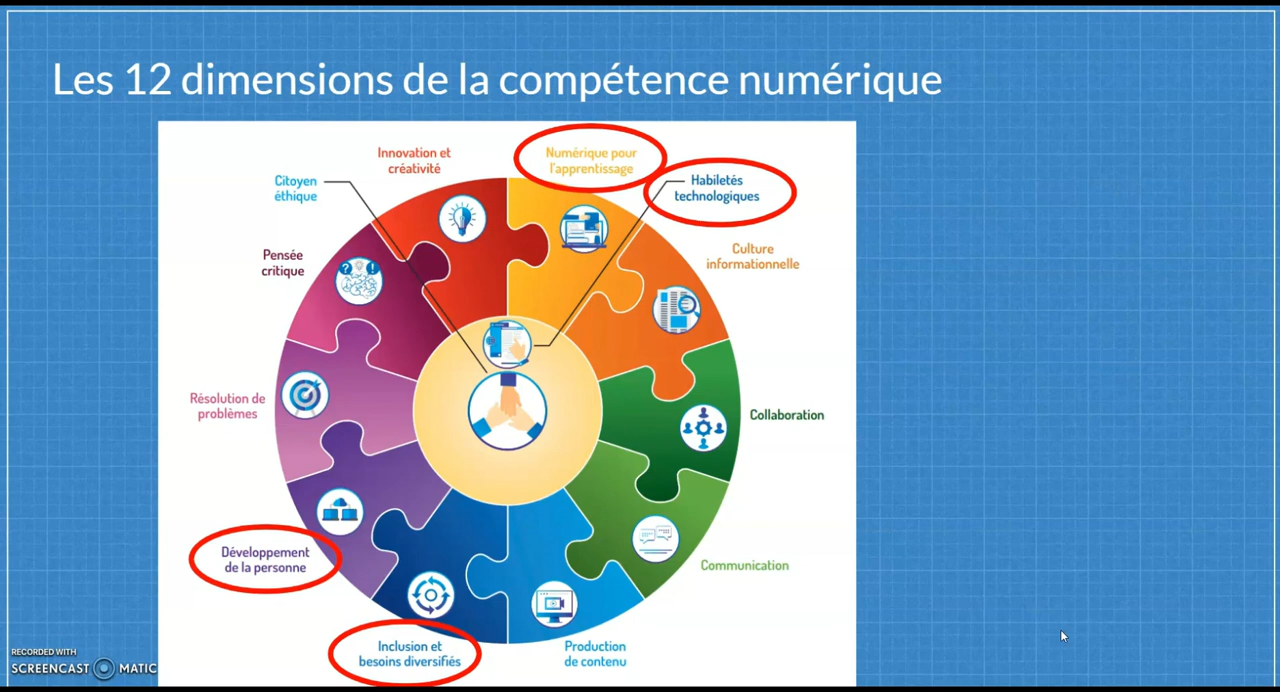 Les 12 dimensions de la compétence numérique
Innovation et
créativité
Numérique pour
l'apprentissage
Citoyen
éthique
Habiletés
technologiques
Pensée
critique
Culture
informationnelle
Résolution de
problèmes
Collaboration
Développement
de la personne
Communication
Inclusion et
besoins diversifiés
Production
de contenu
RECORDED WITH
SCREENCAST MATIC